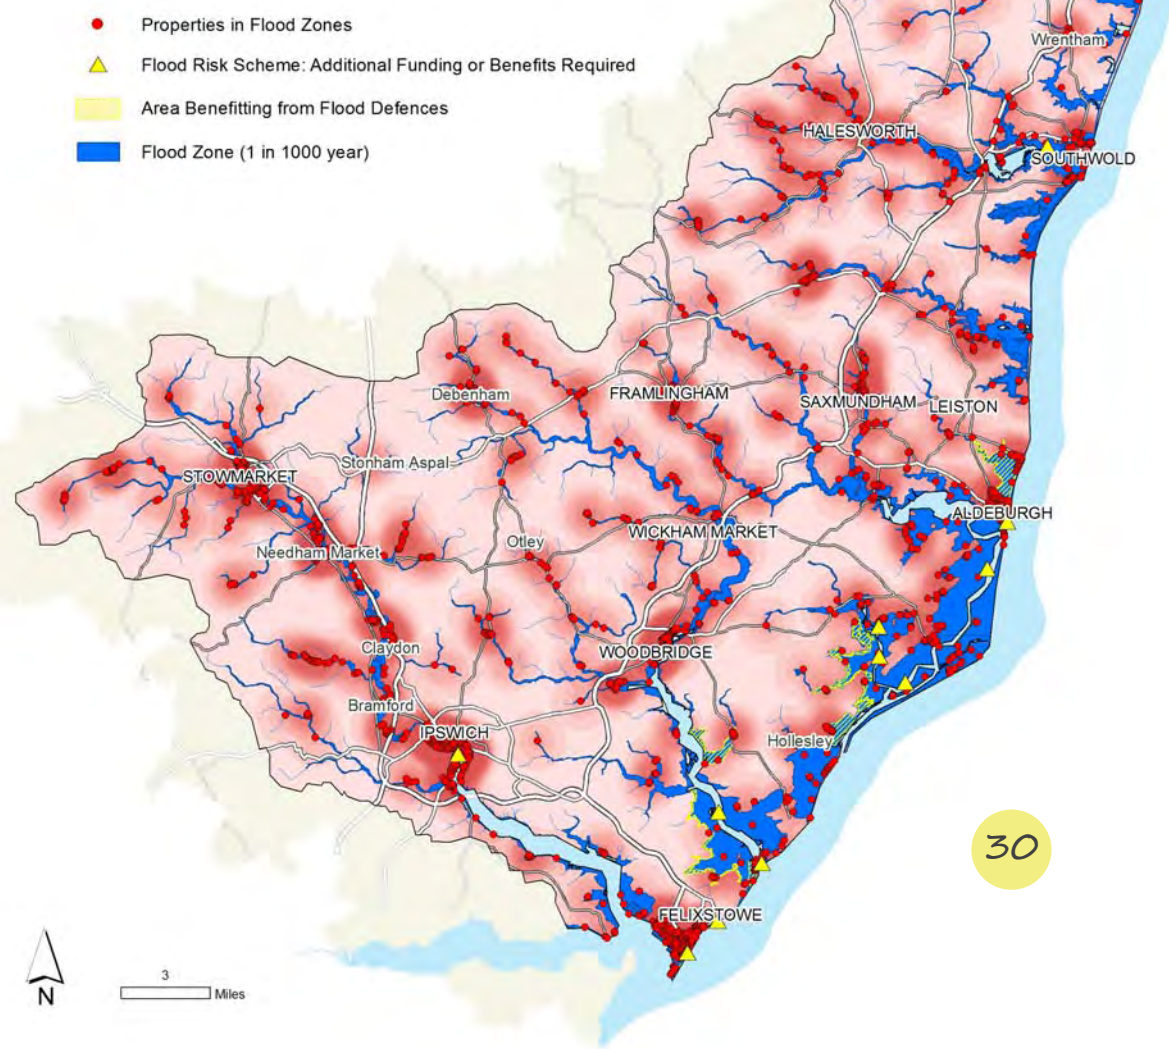 Properties in Flood Zones
Flood Risk Scheme: Additional Funding or Benefits Required
Area Benefitting from Flood Defences
Flood Zone (1 in 1000 year)
Wrentham
HALESWORTH
SOUTHWOLD
Debenham
FRAMLINGHAM
SAXMUNDHAM
LEISTON
Stonham Aspal
STOWMARKET
ALDEBURGH
WICKHAM MARKET
Otley
Needham Market
Claydon
WOODBRIDGE
Bramford
IPSWICH
Hollesley
30
FELIXSTOWE
3
Miles
N